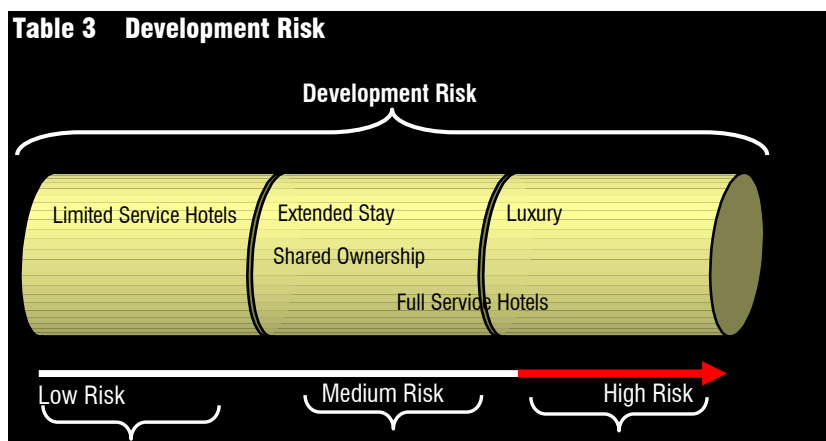 Table 3 Development Risk
Development Risk
Limited Service Hotels
Extended Stay
Luxury
Shared Ownership
Full Service Hotels
Low Risk
Medium Risk
High Risk